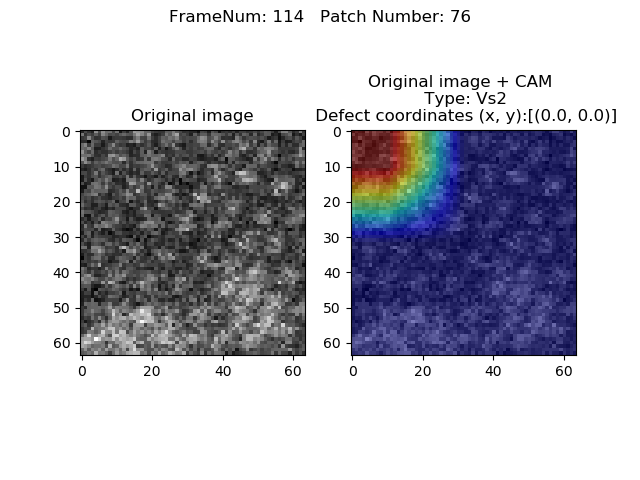 FrameNum: 114   Patch Number: 76
Original image
0
10
20
30
40
50
60
0 20 40 60
Original image + CAM
Type: Vs2
Defect coordinates (x, y):[(0.0, 0.0)]
0
10
20
30
40
50
60
0 20 40 60